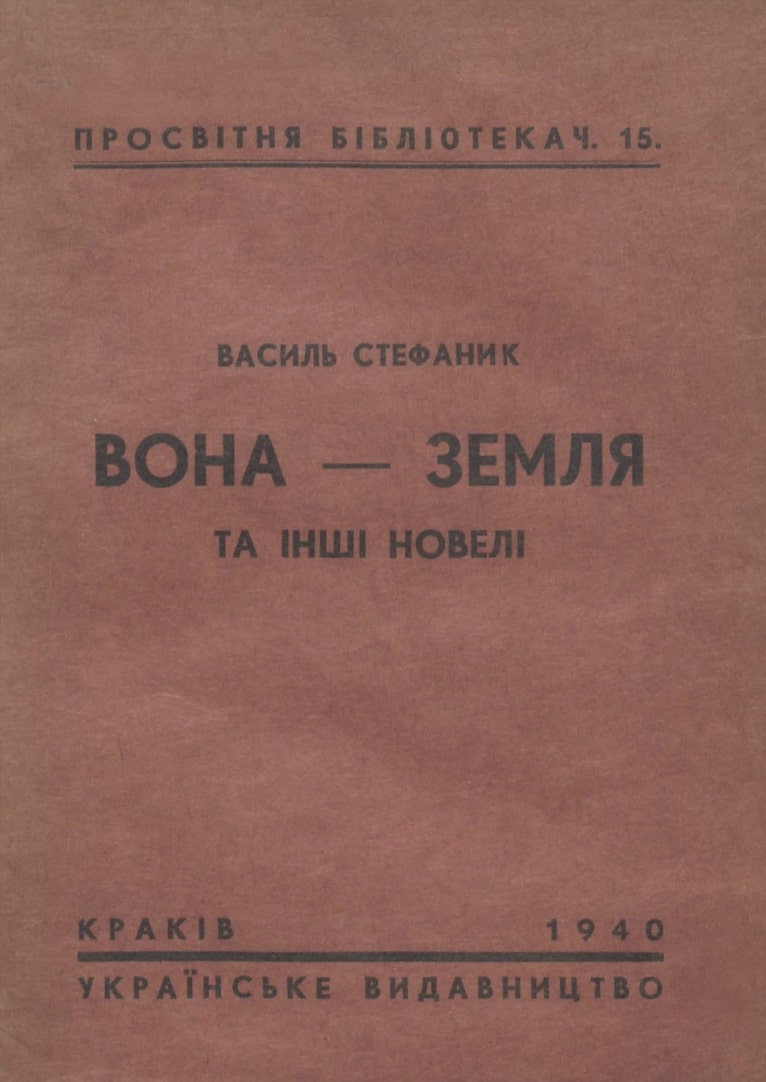 ПРОСВІТНЯ БІБЛІОТЕКА Ч. 15.
ВАСИЛЬ СТЕФАНИК
ВОНА — ЗЕМЛЯ
ТА ІНШІ НОВЕЛІ
КРАКІВ 1940
УКРАЇНСЬКЕ ВИДАВНИЦТВО